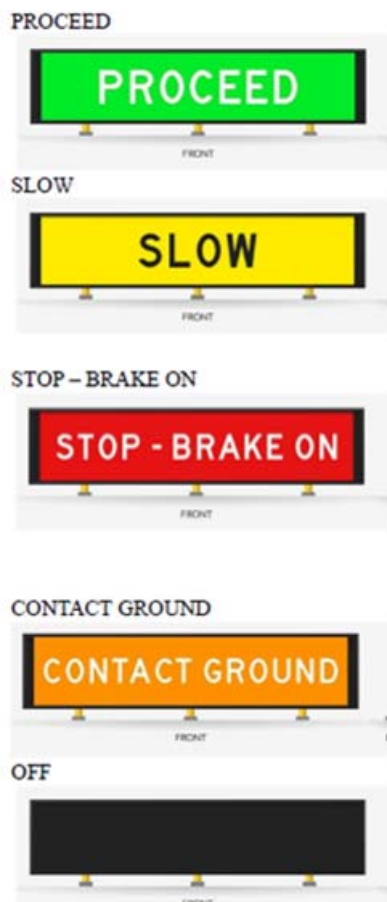 PROCEED
PROCEED
FRONT
SLOW
SLOW
FRONT
STOP – BRAKE ON
STOP - BRAKE ON
FRONT
CONTACT GROUND
CONTACT GROUND
FRONT
OFF
FRONT